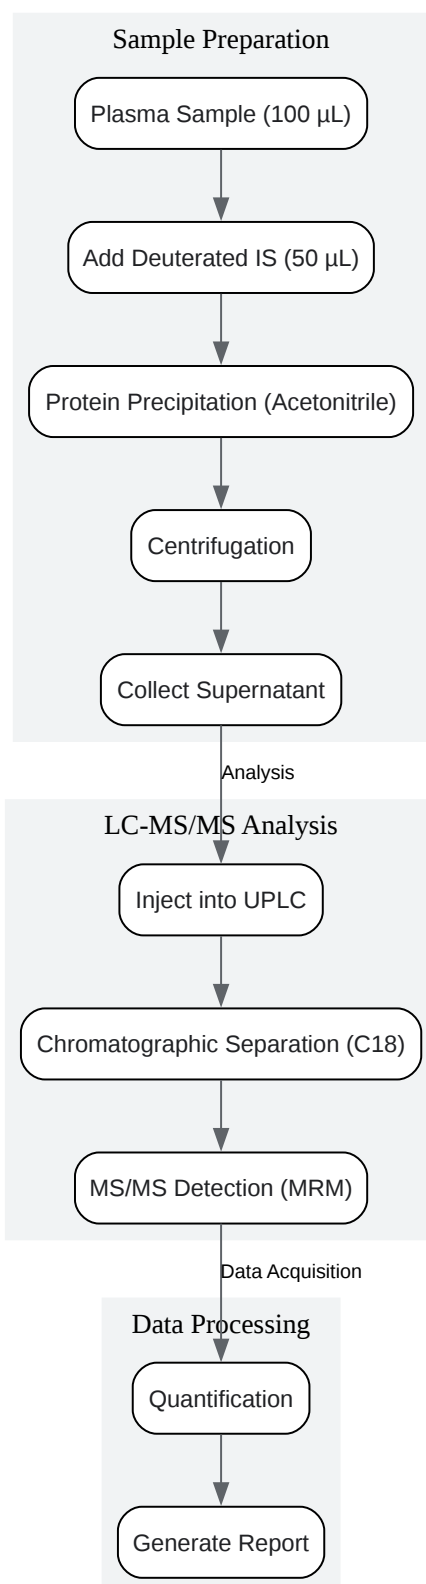 Sample Preparation
Plasma Sample (100 µL)
Add Deuterated IS (50 µL)
Protein Precipitation (Acetonitrile)
Centrifugation
Collect Supernatant
Analysis
LC-MS/MS Analysis
Inject into UPLC
Chromatographic Separation (C18)
MS/MS Detection (MRM)
Data Acquisition
Data Processing
Quantification
Generate Report